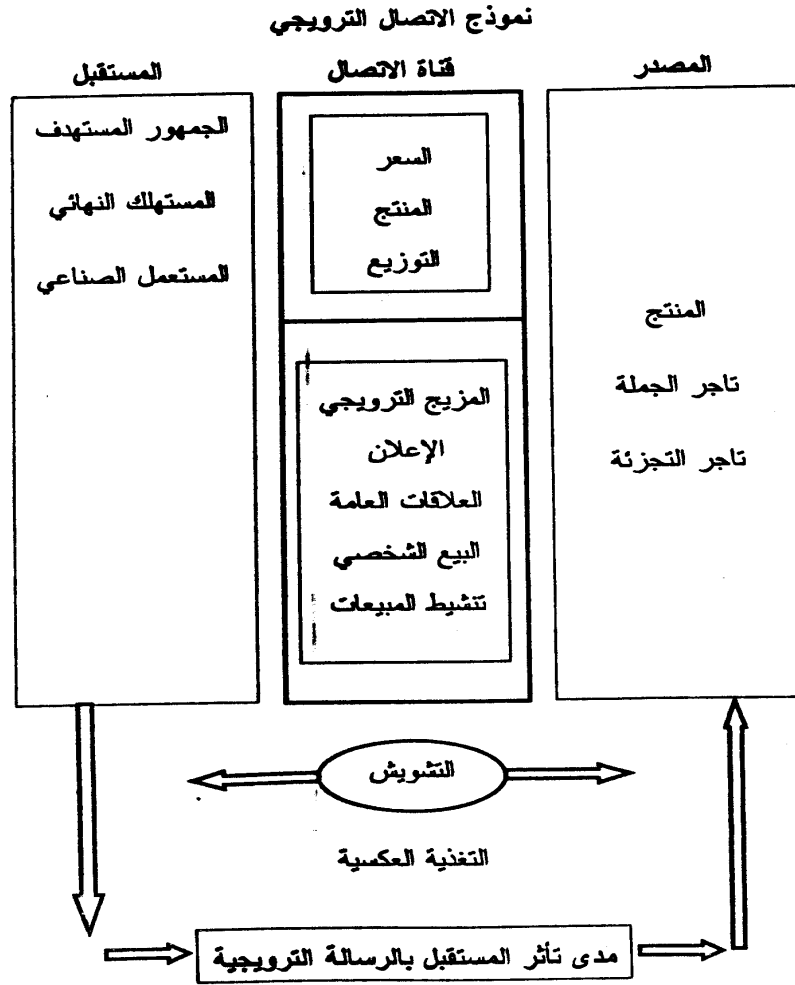 نموذج الاتصال الترويجي
المصدر
قناة الاتصال
المستقبل
المنتج
تاجر الجملة
تاجر التجزئة
السعر
المنتج
التوزيع
المزيج الترويجي
الإعلان
العلاقات العامة
البيع الشخصي
تنشيط المبيعات
الجمهور المستهدف
المستهلك النهائي
المستعمل الصناعي
التشويش
التغذية العكسية
مدى تأثر المستقبل بالرسالة الترويجية